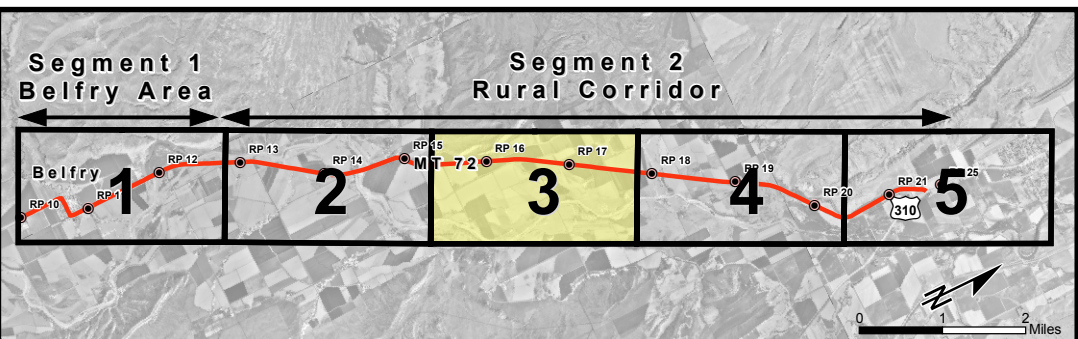 Segment 1
Belfry Area
Segment 2
Rural Corridor
Belfry
RP 10
RP 1
RP 12
RP 13
RP 14
RP 15
MT 72
RP 16
RP 17
RP 18
RP 19
RP 20
RP 21
25
310
1
2
3
4
5
N
0 1 2
Miles